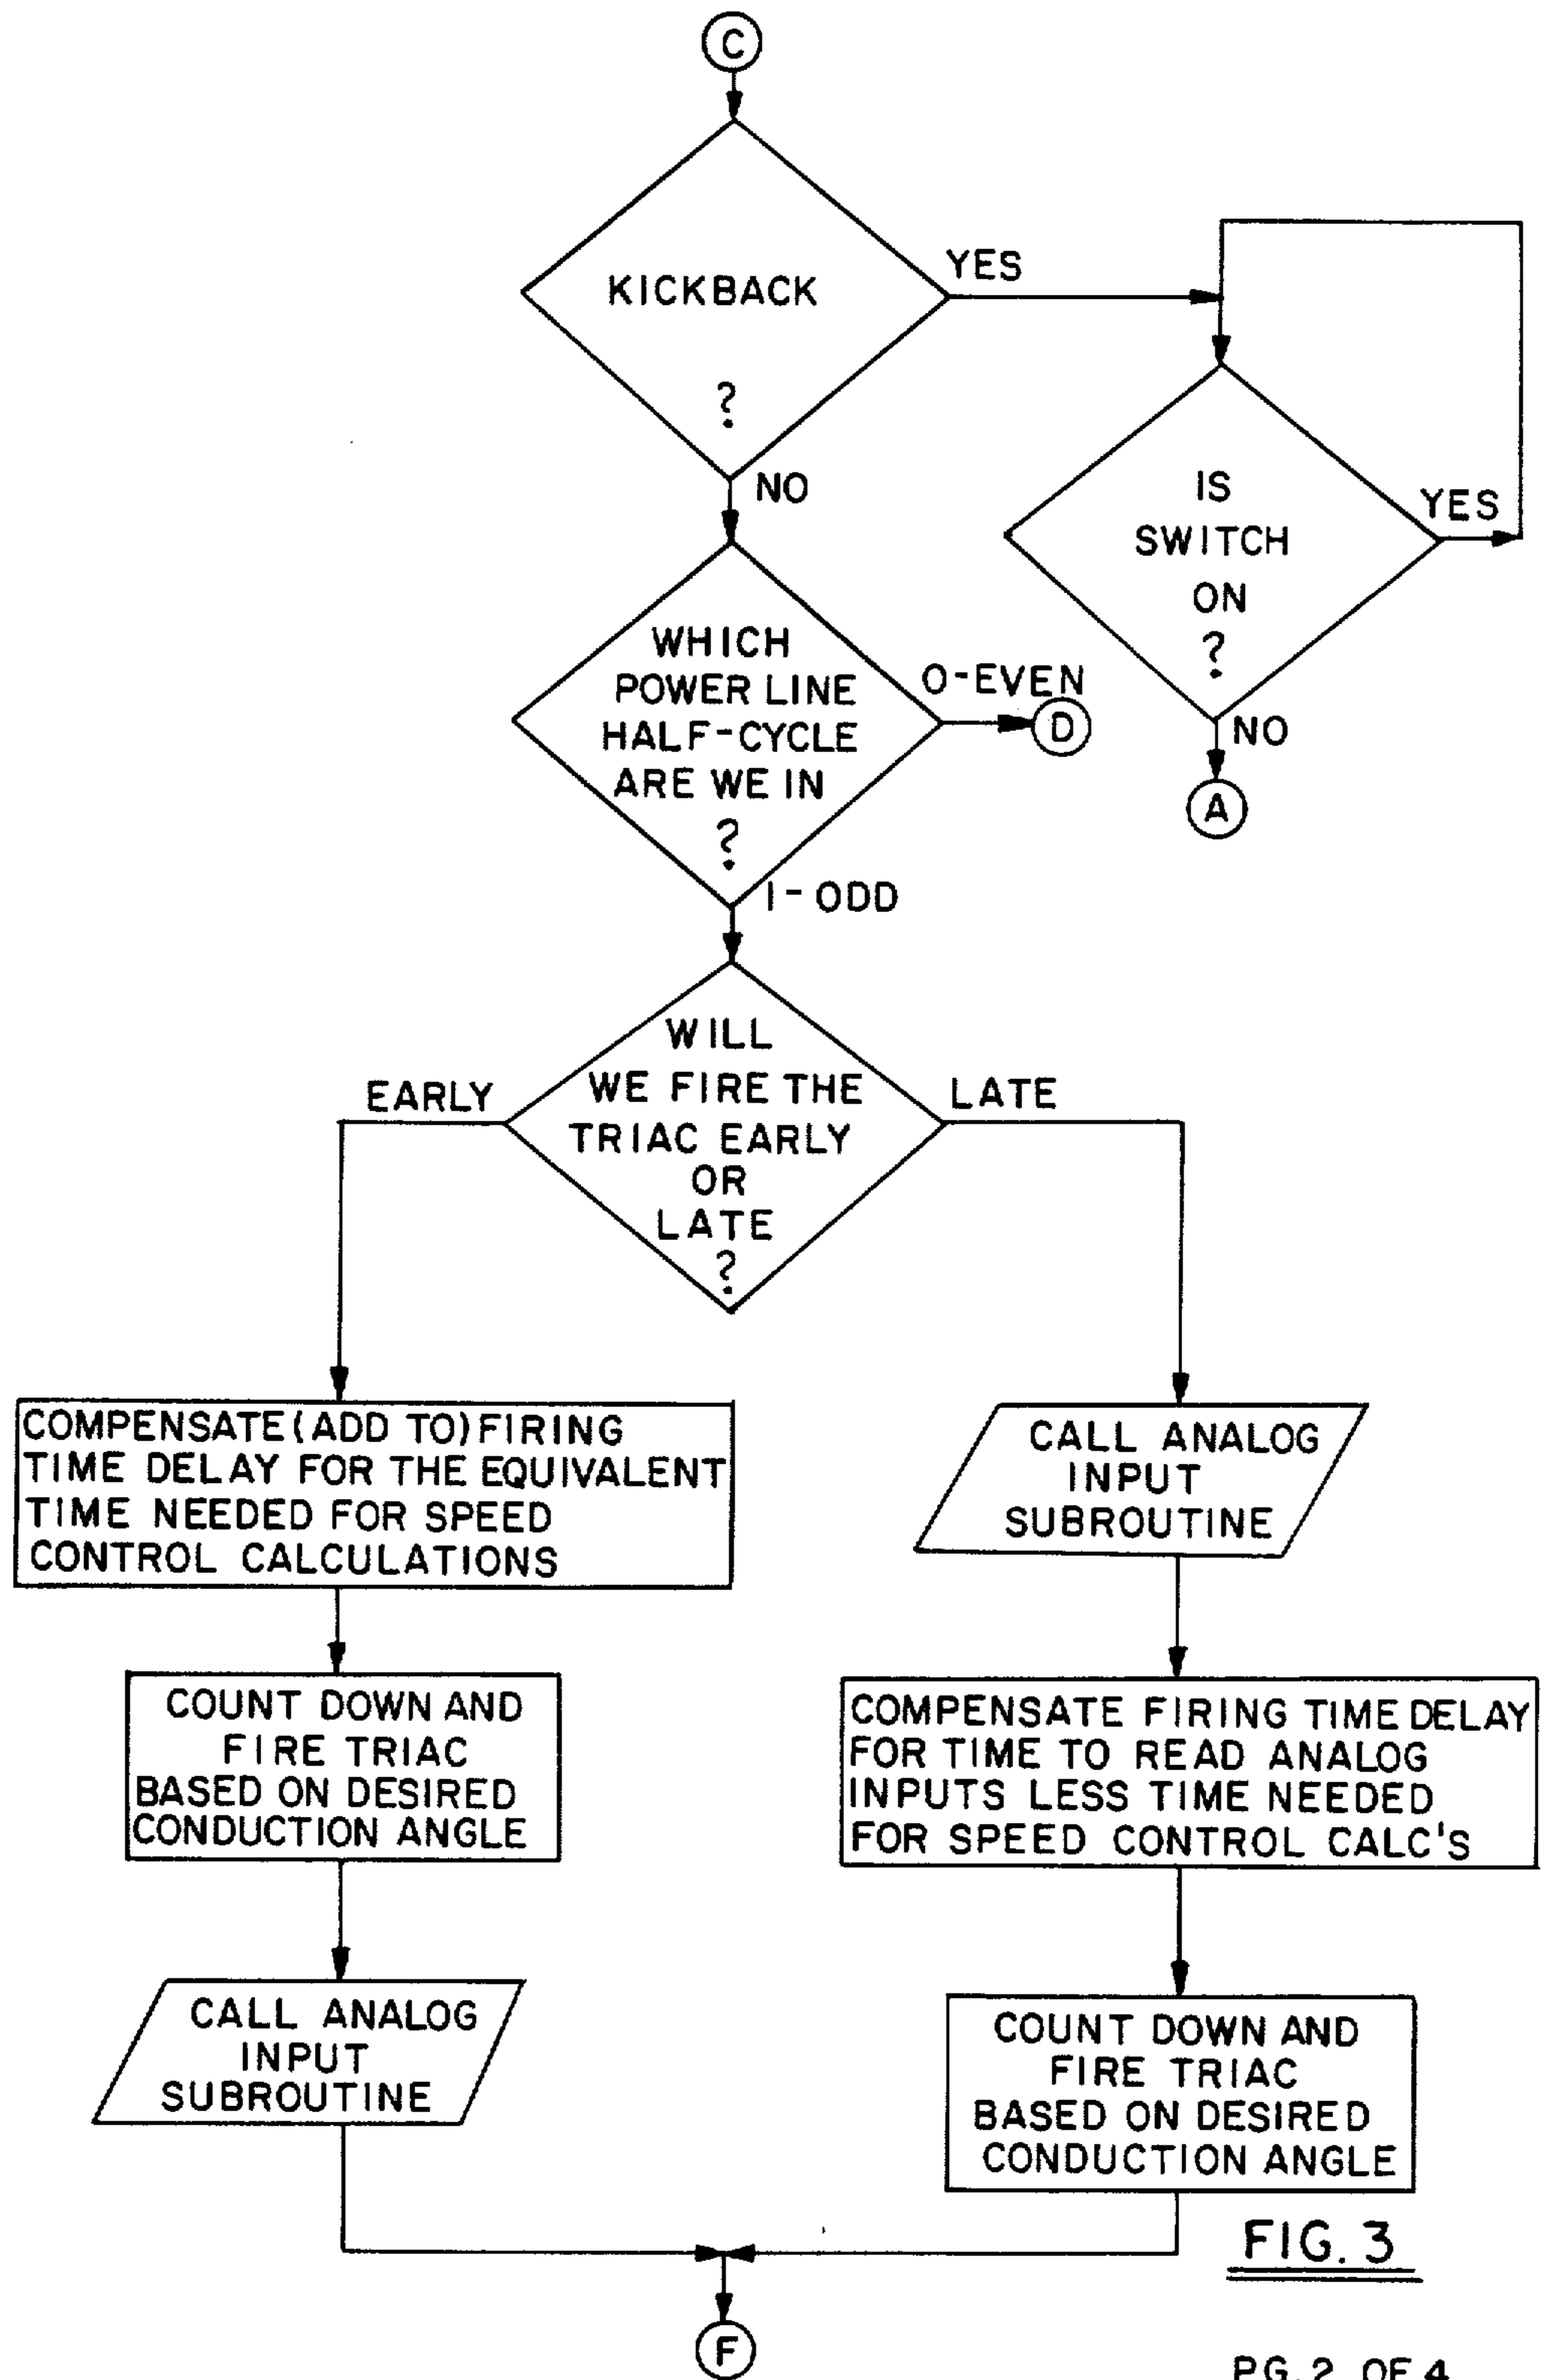 C
KICKBACK
?
YES
NO
IS
SWITCH
ON
?
YES
NO
A
WHICH
POWER LINE
HALF-CYCLE
ARE WE IN
?
0-EVEN
D
1-ODD
WILL
WE FIRE THE
TRIAC EARLY
OR
LATE
?
EARLY
LATE
COMPENSATE (ADD TO) FIRING
TIME DELAY FOR THE EQUIVALENT
TIME NEEDED FOR SPEED
CONTROL CALCULATIONS
COUNT DOWN AND
FIRE TRIAC
BASED ON DESIRED
CONDUCTION ANGLE
CALL ANALOG
INPUT
SUBROUTINE
CALL ANALOG
INPUT
SUBROUTINE
COMPENSATE FIRING TIME DELAY
FOR TIME TO READ ANALOG
INPUTS LESS TIME NEEDED
FOR SPEED CONTROL CALC'S
COUNT DOWN AND
FIRE TRIAC
BASED ON DESIRED
CONDUCTION ANGLE
F
FIG. 3
PG. 2 OF 4